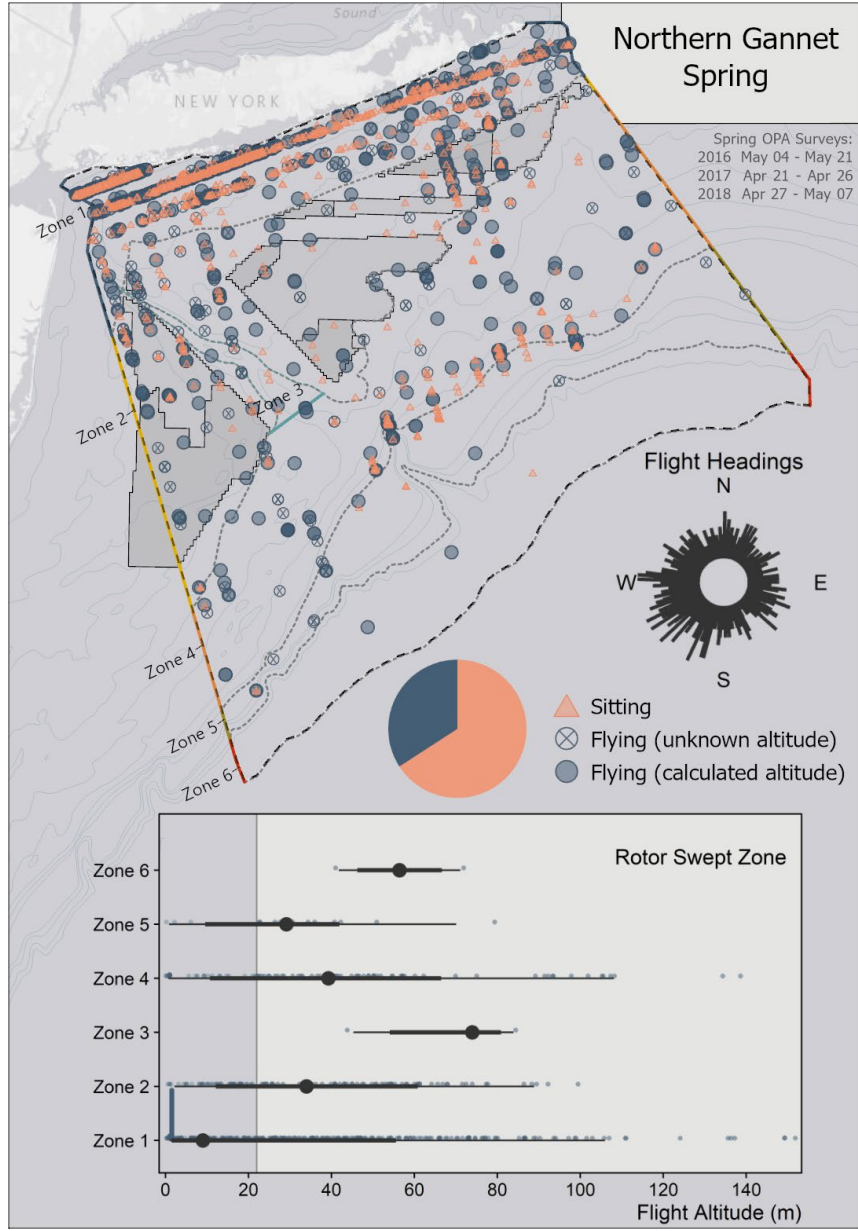 Northern Gannet
Spring
Sound
NEW YORK
Spring OPA Surveys:
2016 May 04 - May 21
2017 Apr 21 - Apr 26
2018 Apr 27 - May 07
Zone 1
Zone 2
Zone 3
Zone 4
Zone 5
Zone 6
Flight Headings
N
W
E
S
Sitting
Flying (unknown altitude)
Flying (calculated altitude)
Rotor Swept Zone
Zone 6
Zone 5
Zone 4
Zone 3
Zone 2
Zone 1
0 20 40 60 80 100 120 140
Flight Altitude (m)